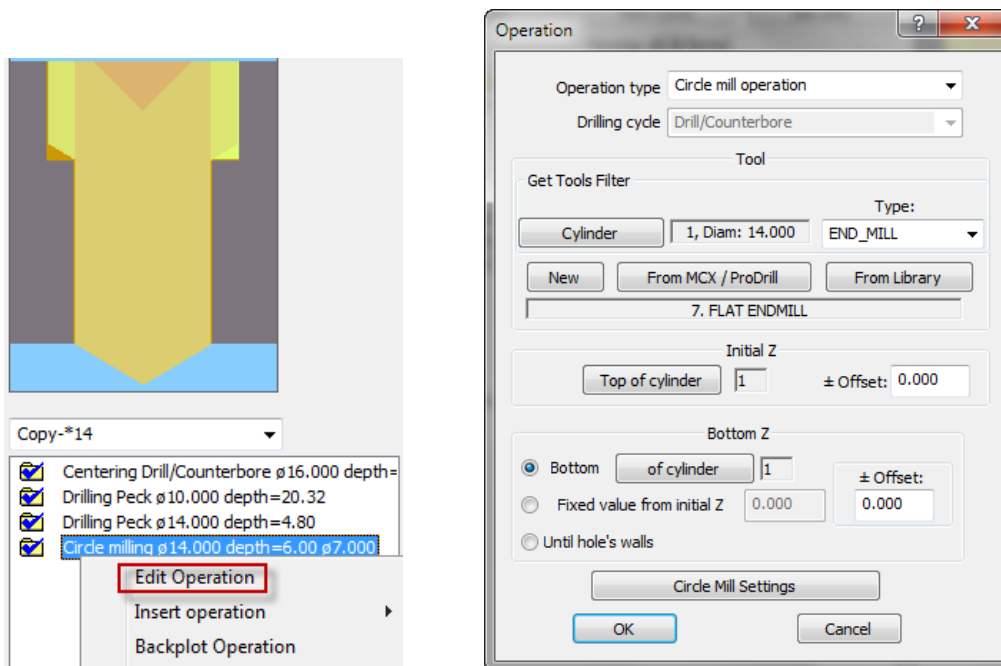 Copy-*14
Centering Drill/Counterbore ø16.000 depth=
Drilling Peck ø10.000 depth=20.32
Drilling Peck ø14.000 depth=4.80
Circle milling ø14.000 depth=6.00 ø7.000
Edit Operation
Insert operation
Backplot Operation
Operation
?
x
Operation type Circle mill operation
Drilling cycle Drill/Counterbore
Tool
Get Tools Filter
Type:
Cylinder 1, Diam: 14.000 END_MILL
New From MCX / ProDrill From Library
7. FLAT ENDMILL
Initial Z
Top of cylinder 1 ± Offset: 0.000
Bottom Z
Bottom of cylinder 1 ± Offset:
Fixed value from initial Z 0.000 0.000
Until hole's walls
Circle Mill Settings
OK Cancel